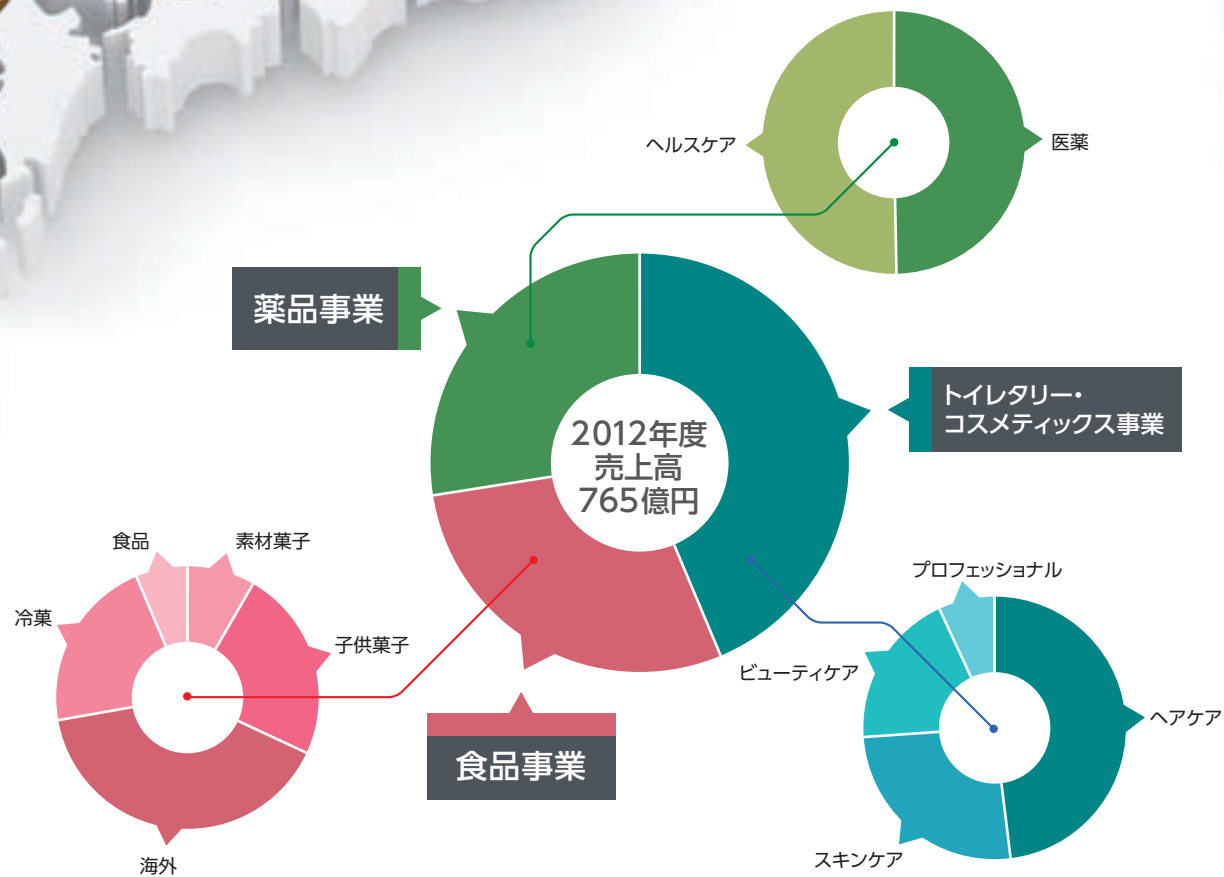 ヘルスケア
医薬
薬品事業
トイレタリー・
コスメティックス事業
2012年度
売上高
765億円
食品
素材菓子
冷菓
子供菓子
海外
食品事業
プロフェッショナル
ビューティケア
ヘアケア
スキンケア